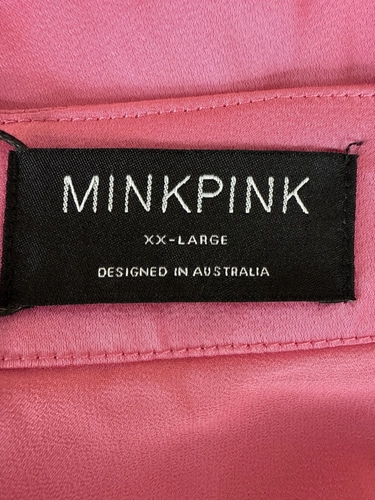 MINKPINK
XX-LARGE
DESIGNED IN AUSTRALIA